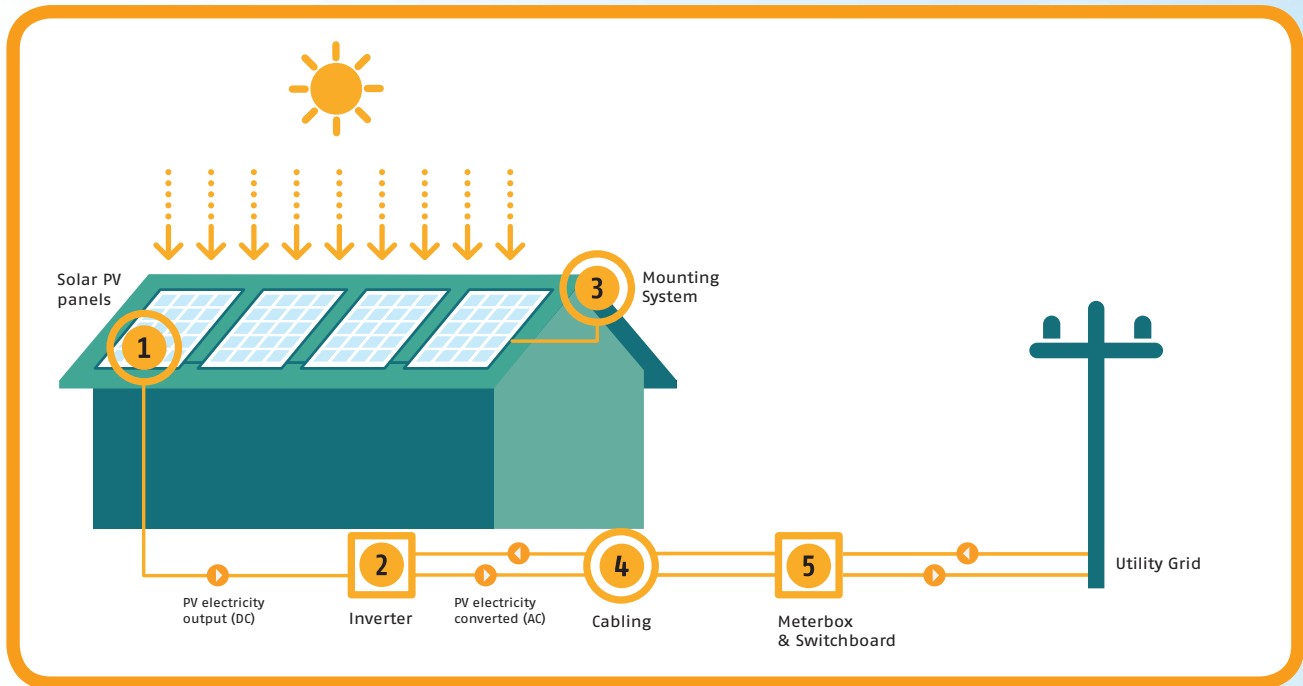 Solar PV
panels
1
3
Mounting
System
2
4
5
PV electricity
output (DC)
Inverter
PV electricity
converted (AC)
Cabling
Meterbox
& Switchboard
Utility Grid